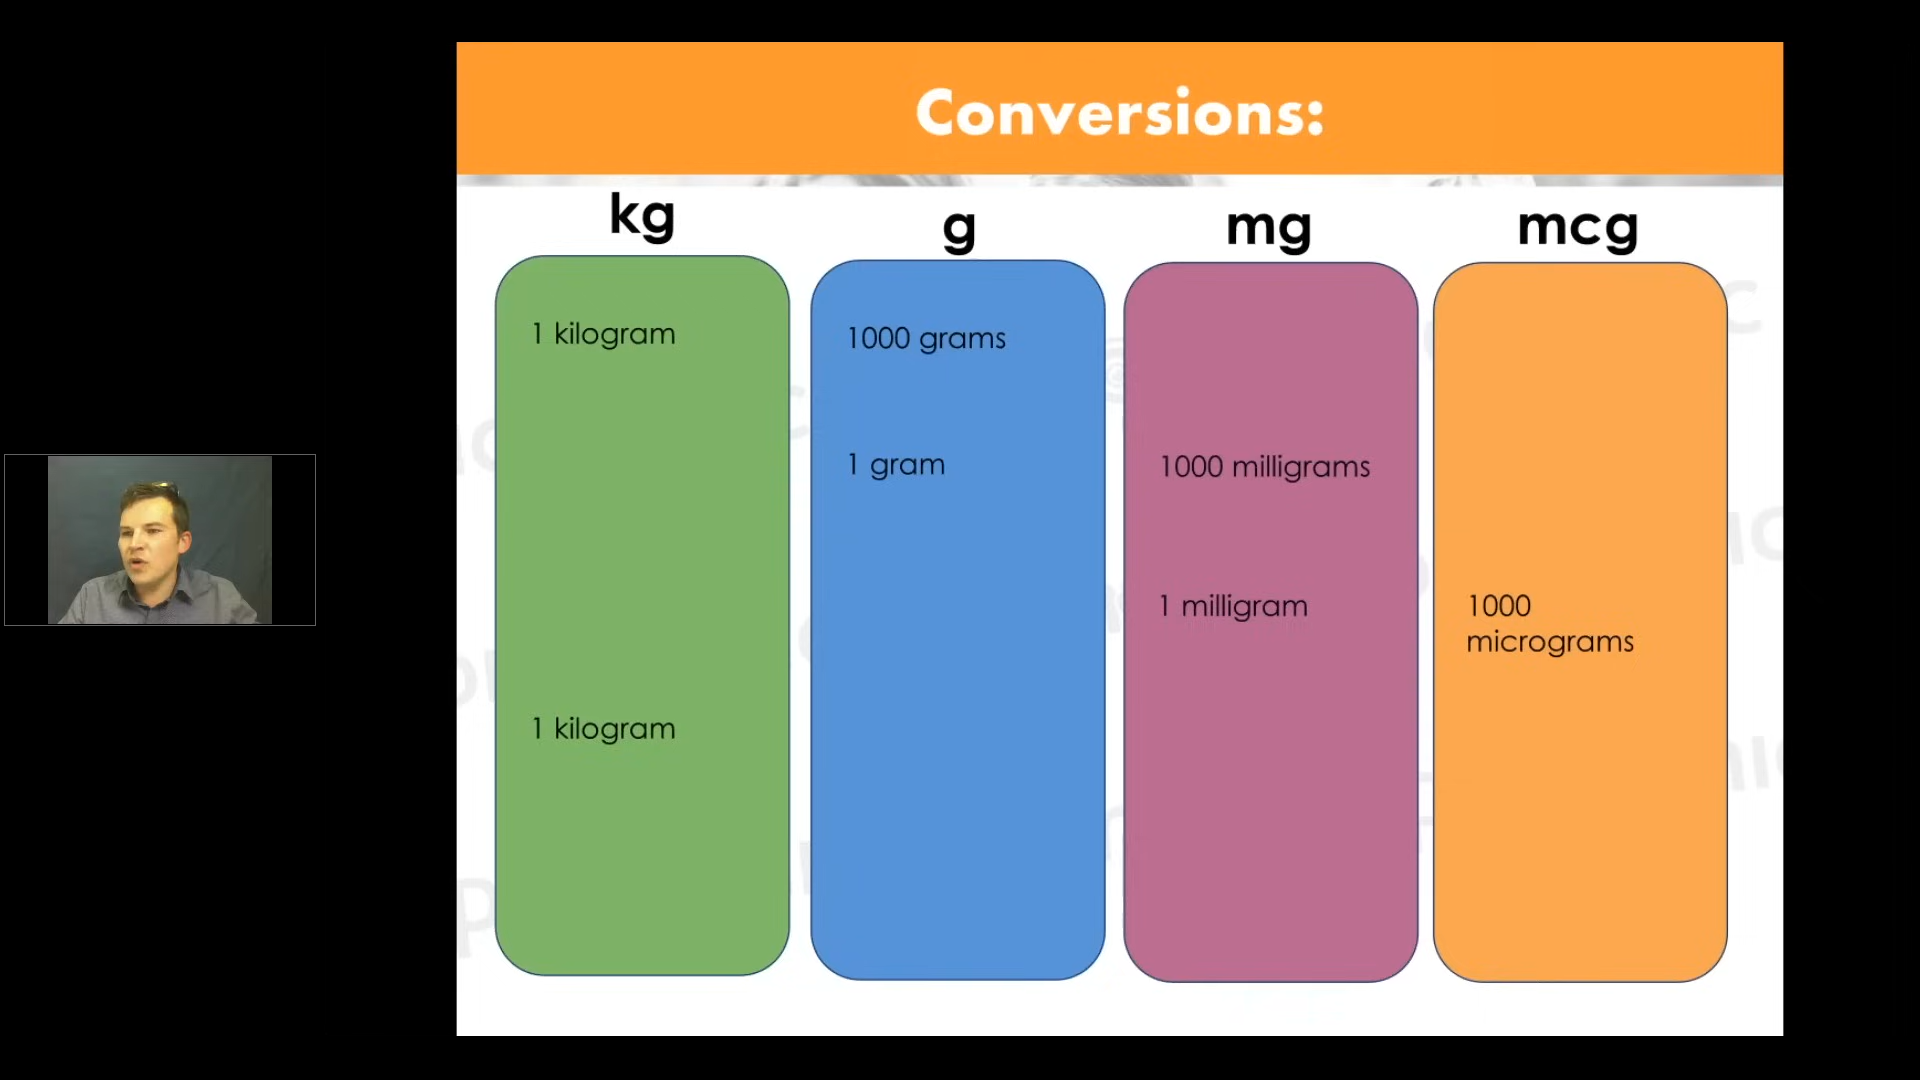 Conversions:
kg
g
mg
mcg
1 kilogram
1000 grams
1 gram
1000 milligrams
1 milligram
1000
micrograms
1 kilogram